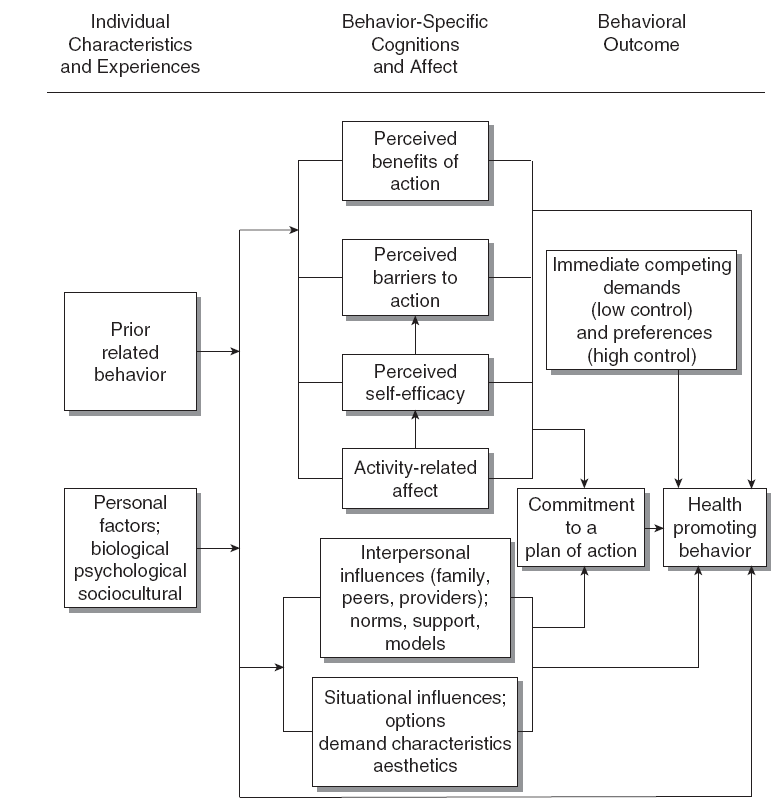 Individual
Characteristics
and Experiences
Behavior-Specific
Cognitions
and Affect
Behavioral
Outcome
Perceived
benefits of
action
Perceived
barriers to
action
Immediate competing
demands
(low control)
and preferences
(high control)
Prior
related
behavior
Perceived
self-efficacy
Activity-related
affect
Personal
factors;
biological
psychological
sociocultural
Commitment
to a
plan of action
Health
promoting
behavior
Interpersonal
influences (family,
peers, providers);
norms, support,
models
Situational influences;
options
demand characteristics
aesthetics